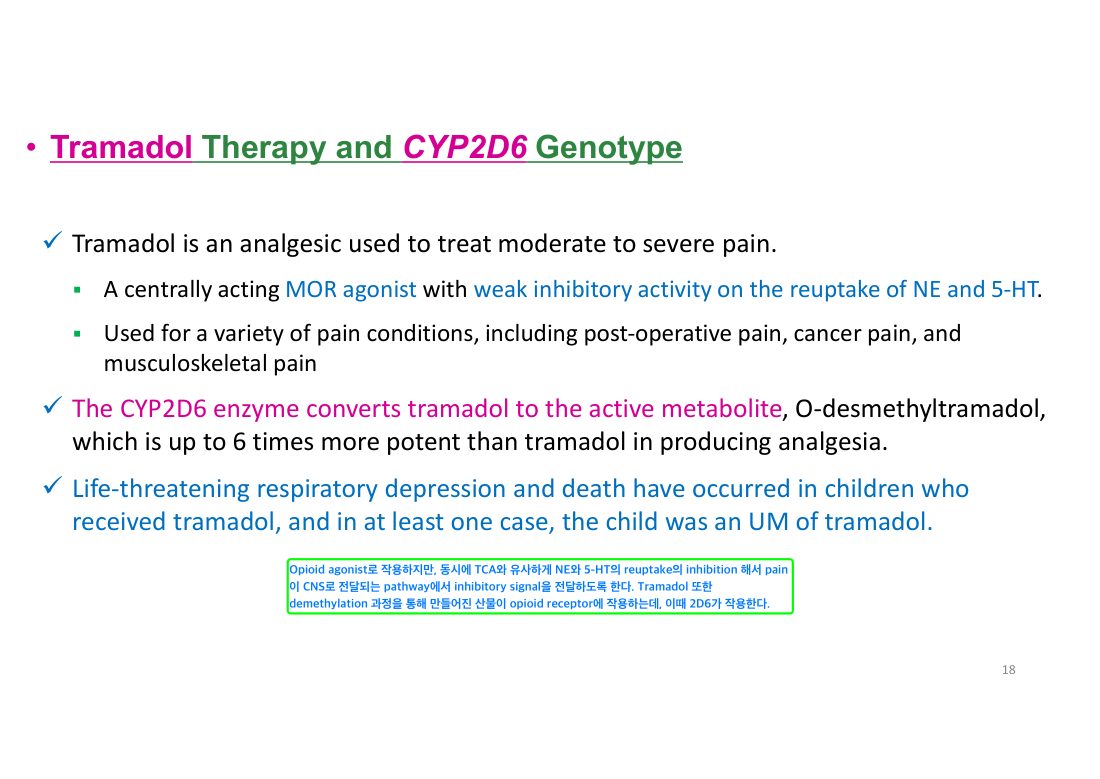 • Tramadol Therapy and CYP2D6 Genotype
✓ Tramadol is an analgesic used to treat moderate to severe pain.
▪ A centrally acting MOR agonist with weak inhibitory activity on the reuptake of NE and 5-HT.
▪ Used for a variety of pain conditions, including post-operative pain, cancer pain, and
musculoskeletal pain
✓ The CYP2D6 enzyme converts tramadol to the active metabolite, O-desmethyltramadol,
which is up to 6 times more potent than tramadol in producing analgesia.
✓ Life-threatening respiratory depression and death have occurred in children who
received tramadol, and in at least one case, the child was an UM of tramadol.
Opioid agonist로 작용하지만, 동시에 TCA와 유사하게 NE와 5-HT의 reuptake의 inhibition 해서 pain
이 CNS로 전달되는 pathway에서 inhibitory signal을 전달하도록 한다. Tramadol 또한
demethylation 과정을 통해 만들어진 산물이 opioid receptor에 작용하는데, 이때 2D6가 작용한다.
18